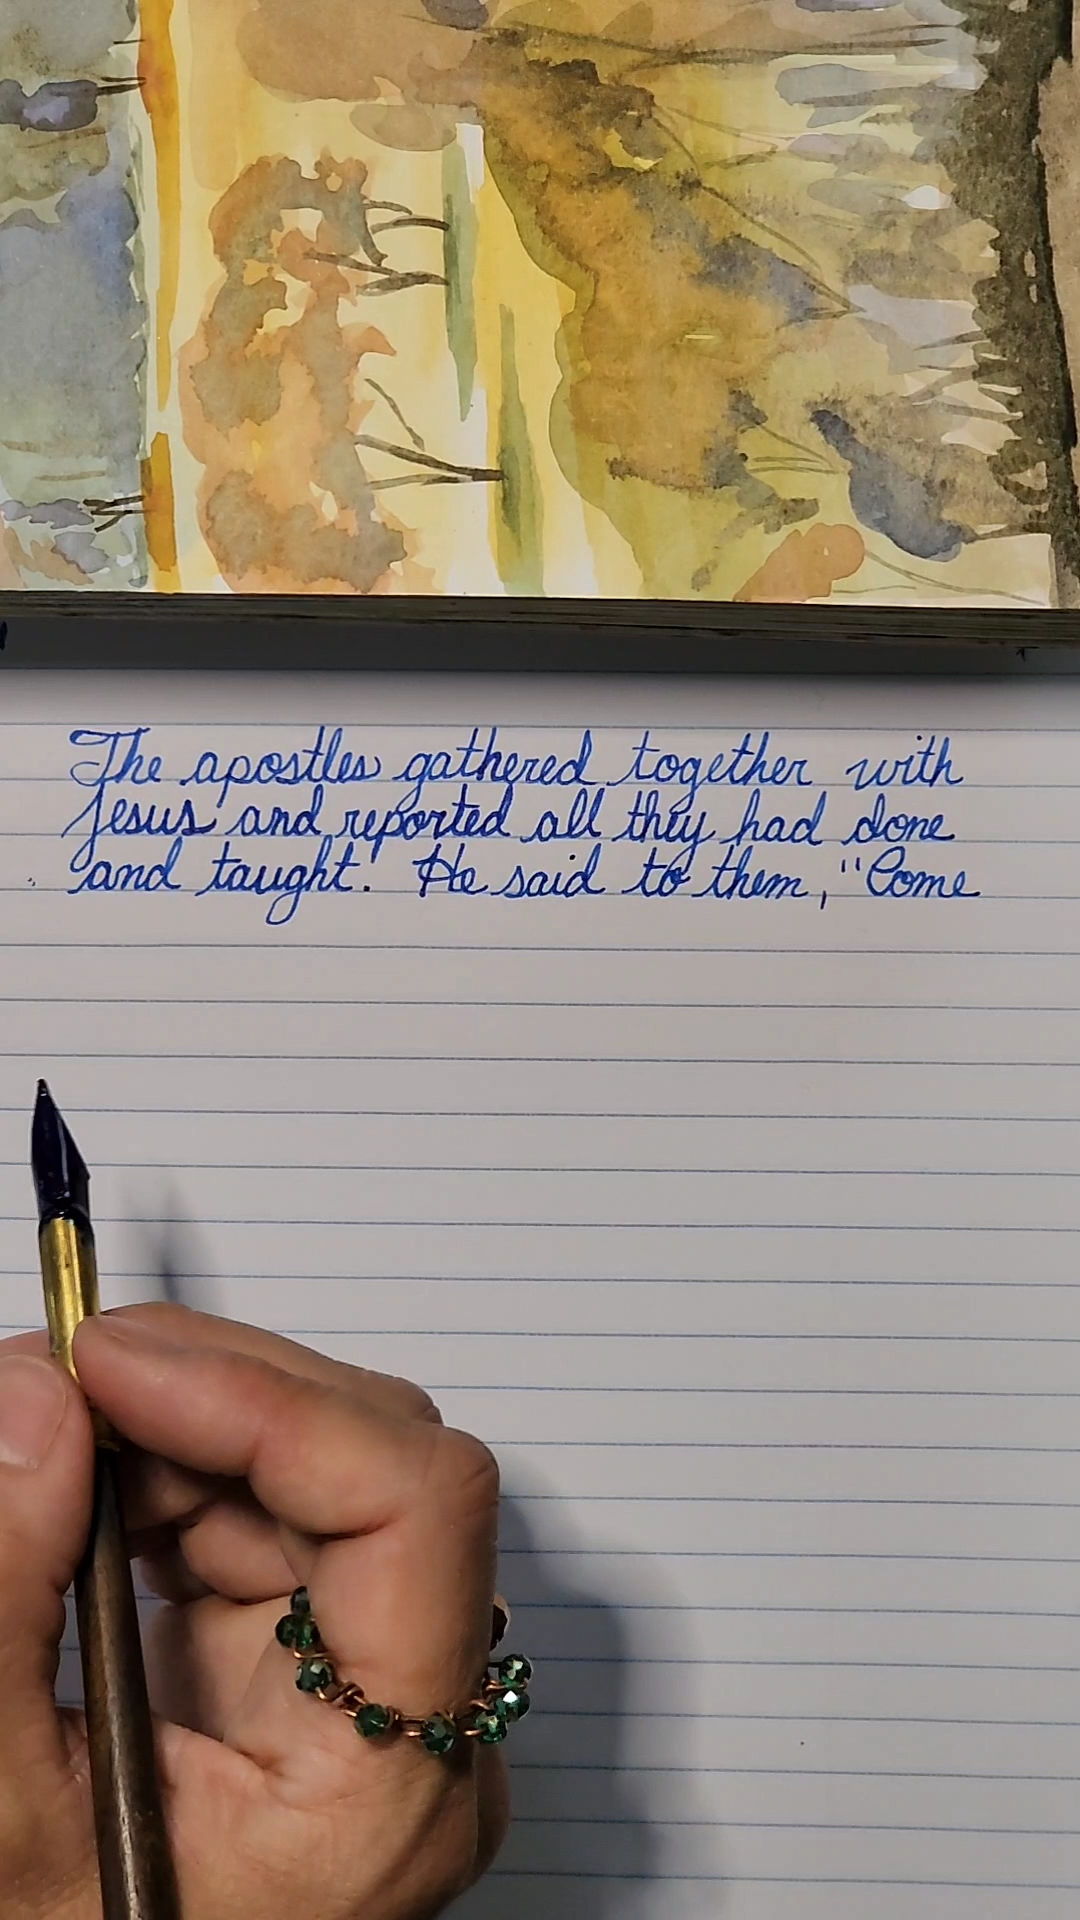 The apostles gathered together with
Jesus and reported all they had done
and taught. He said to them, "Come